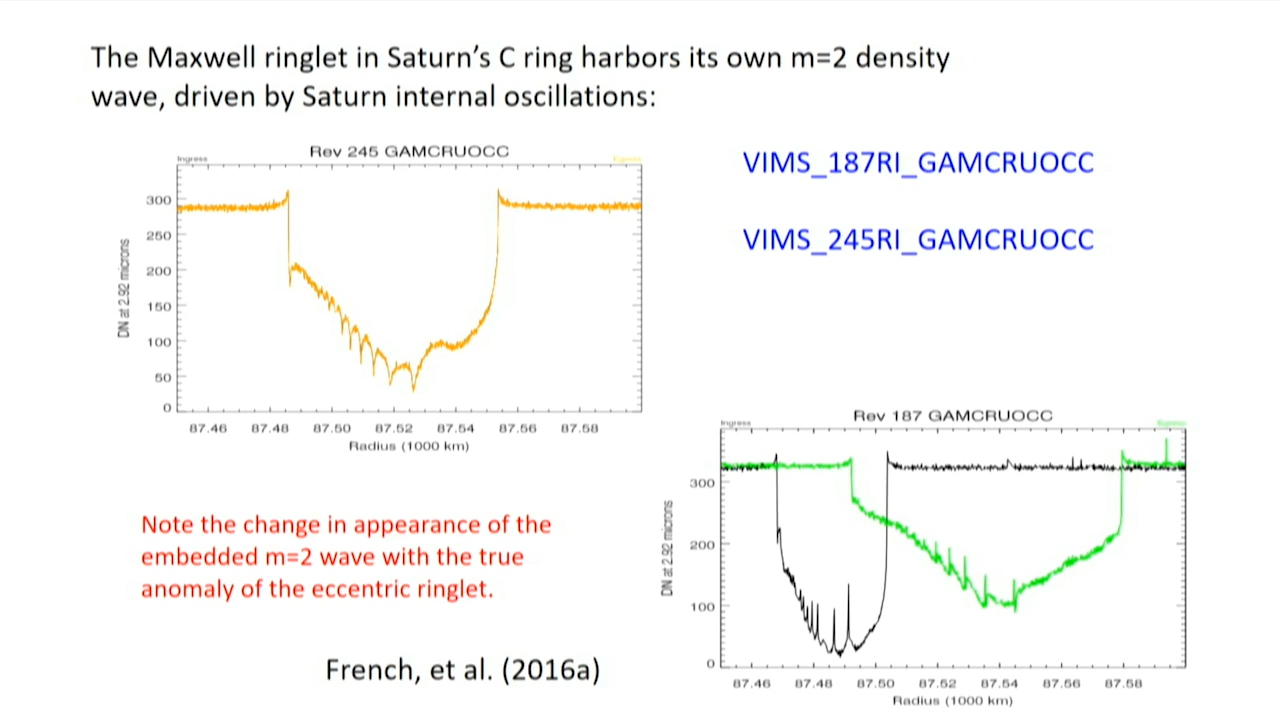 The Maxwell ringlet in Saturn's C ring harbors its own m=2 density
wave, driven by Saturn internal oscillations:
Rev 245 GAMCRUOCC
Ingress
Egress
300
250
200
150
100
50
0
DN at 2.92 microns
87.46 87.48 87.50 87.52 87.54 87.56 87.58
Radius (1000 km)
VIMS_187RI_GAMCRUOCC
VIMS_245RI_GAMCRUOCC
Rev 187 GAMCRUOCC
Ingress
Egress
300
200
100
0
DN at 2.92 microns
87.46 87.48 87.50 87.52 87.54 87.56 87.58
Radius (1000 km)
Note the change in appearance of the
embedded m=2 wave with the true
anomaly of the eccentric ringlet.
French, et al. (2016a)